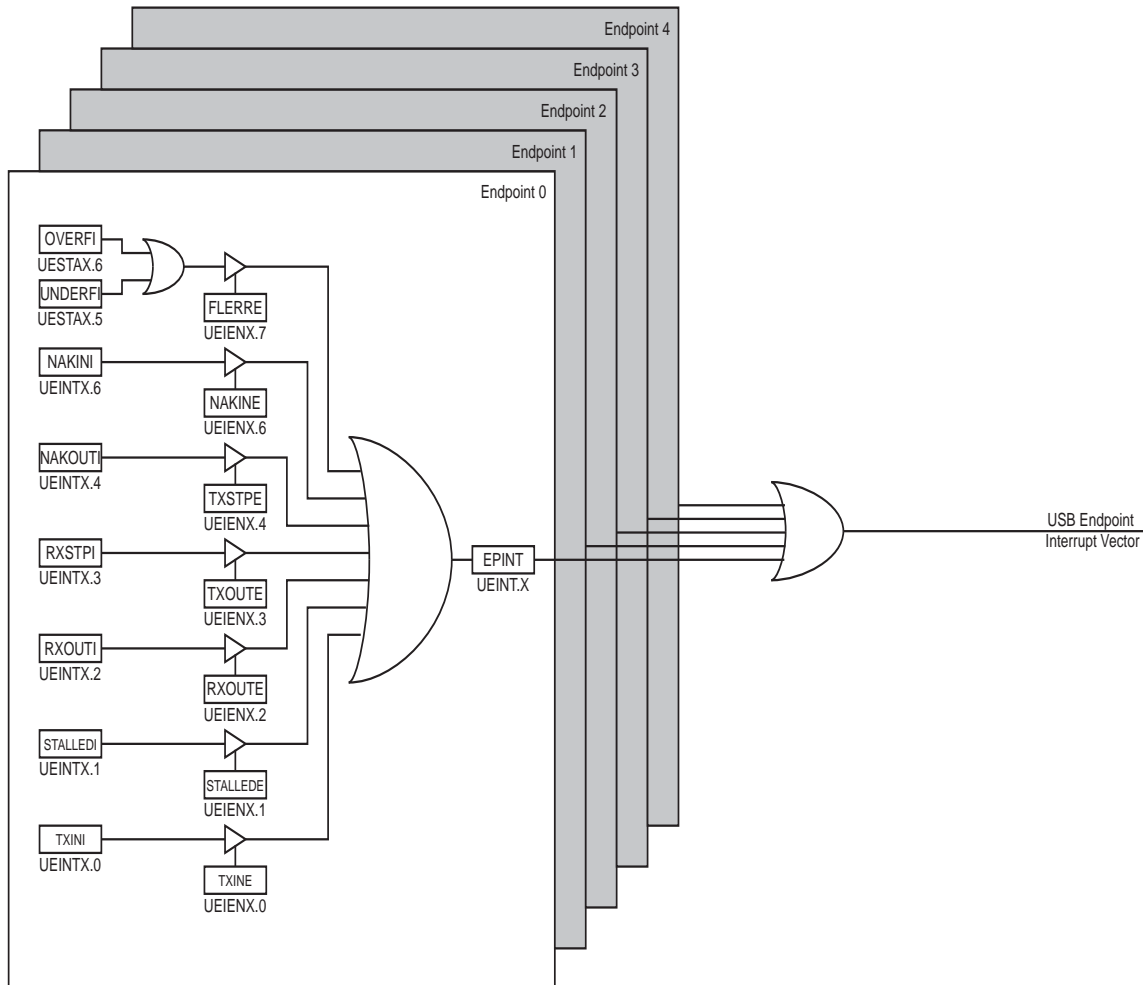 Endpoint 4
Endpoint 3
Endpoint 2
Endpoint 1
Endpoint 0
OVERFI
UESTAX.6
UNDERFI
UESTAX.5
FLERRE
UEIENX.7
NAKINI
UEINTX.6
NAKINE
UEIENX.6
NAKOUTI
UEINTX.4
TXSTPE
UEIENX.4
RXSTPI
UEINTX.3
TXOUTE
UEIENX.3
RXOUTI
UEINTX.2
RXOUTE
UEIENX.2
STALLEDI
UEINTX.1
STALLEDE
UEIENX.1
TXINI
UEINTX.0
TXINE
UEIENX.0
EPINT
UEINT.X
USB Endpoint
Interrupt Vector